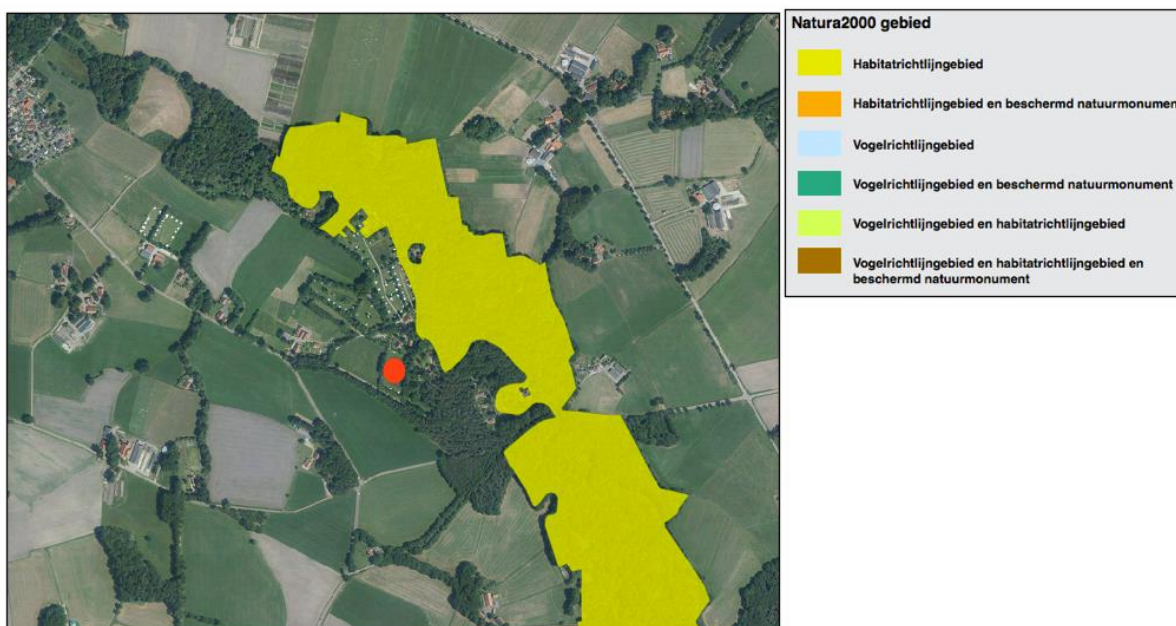 Natura2000 gebied
Habitatrichtlijngebied
Habitatrichtlijngebied en beschermd natuurmonument
Vogelrichtlijngebied
Vogelrichtlijngebied en beschermd natuurmonument
Vogelrichtlijngebied en habitatrichtlijngebied
Vogelrichtlijngebied en habitatrichtlijngebied en
beschermd natuurmonument